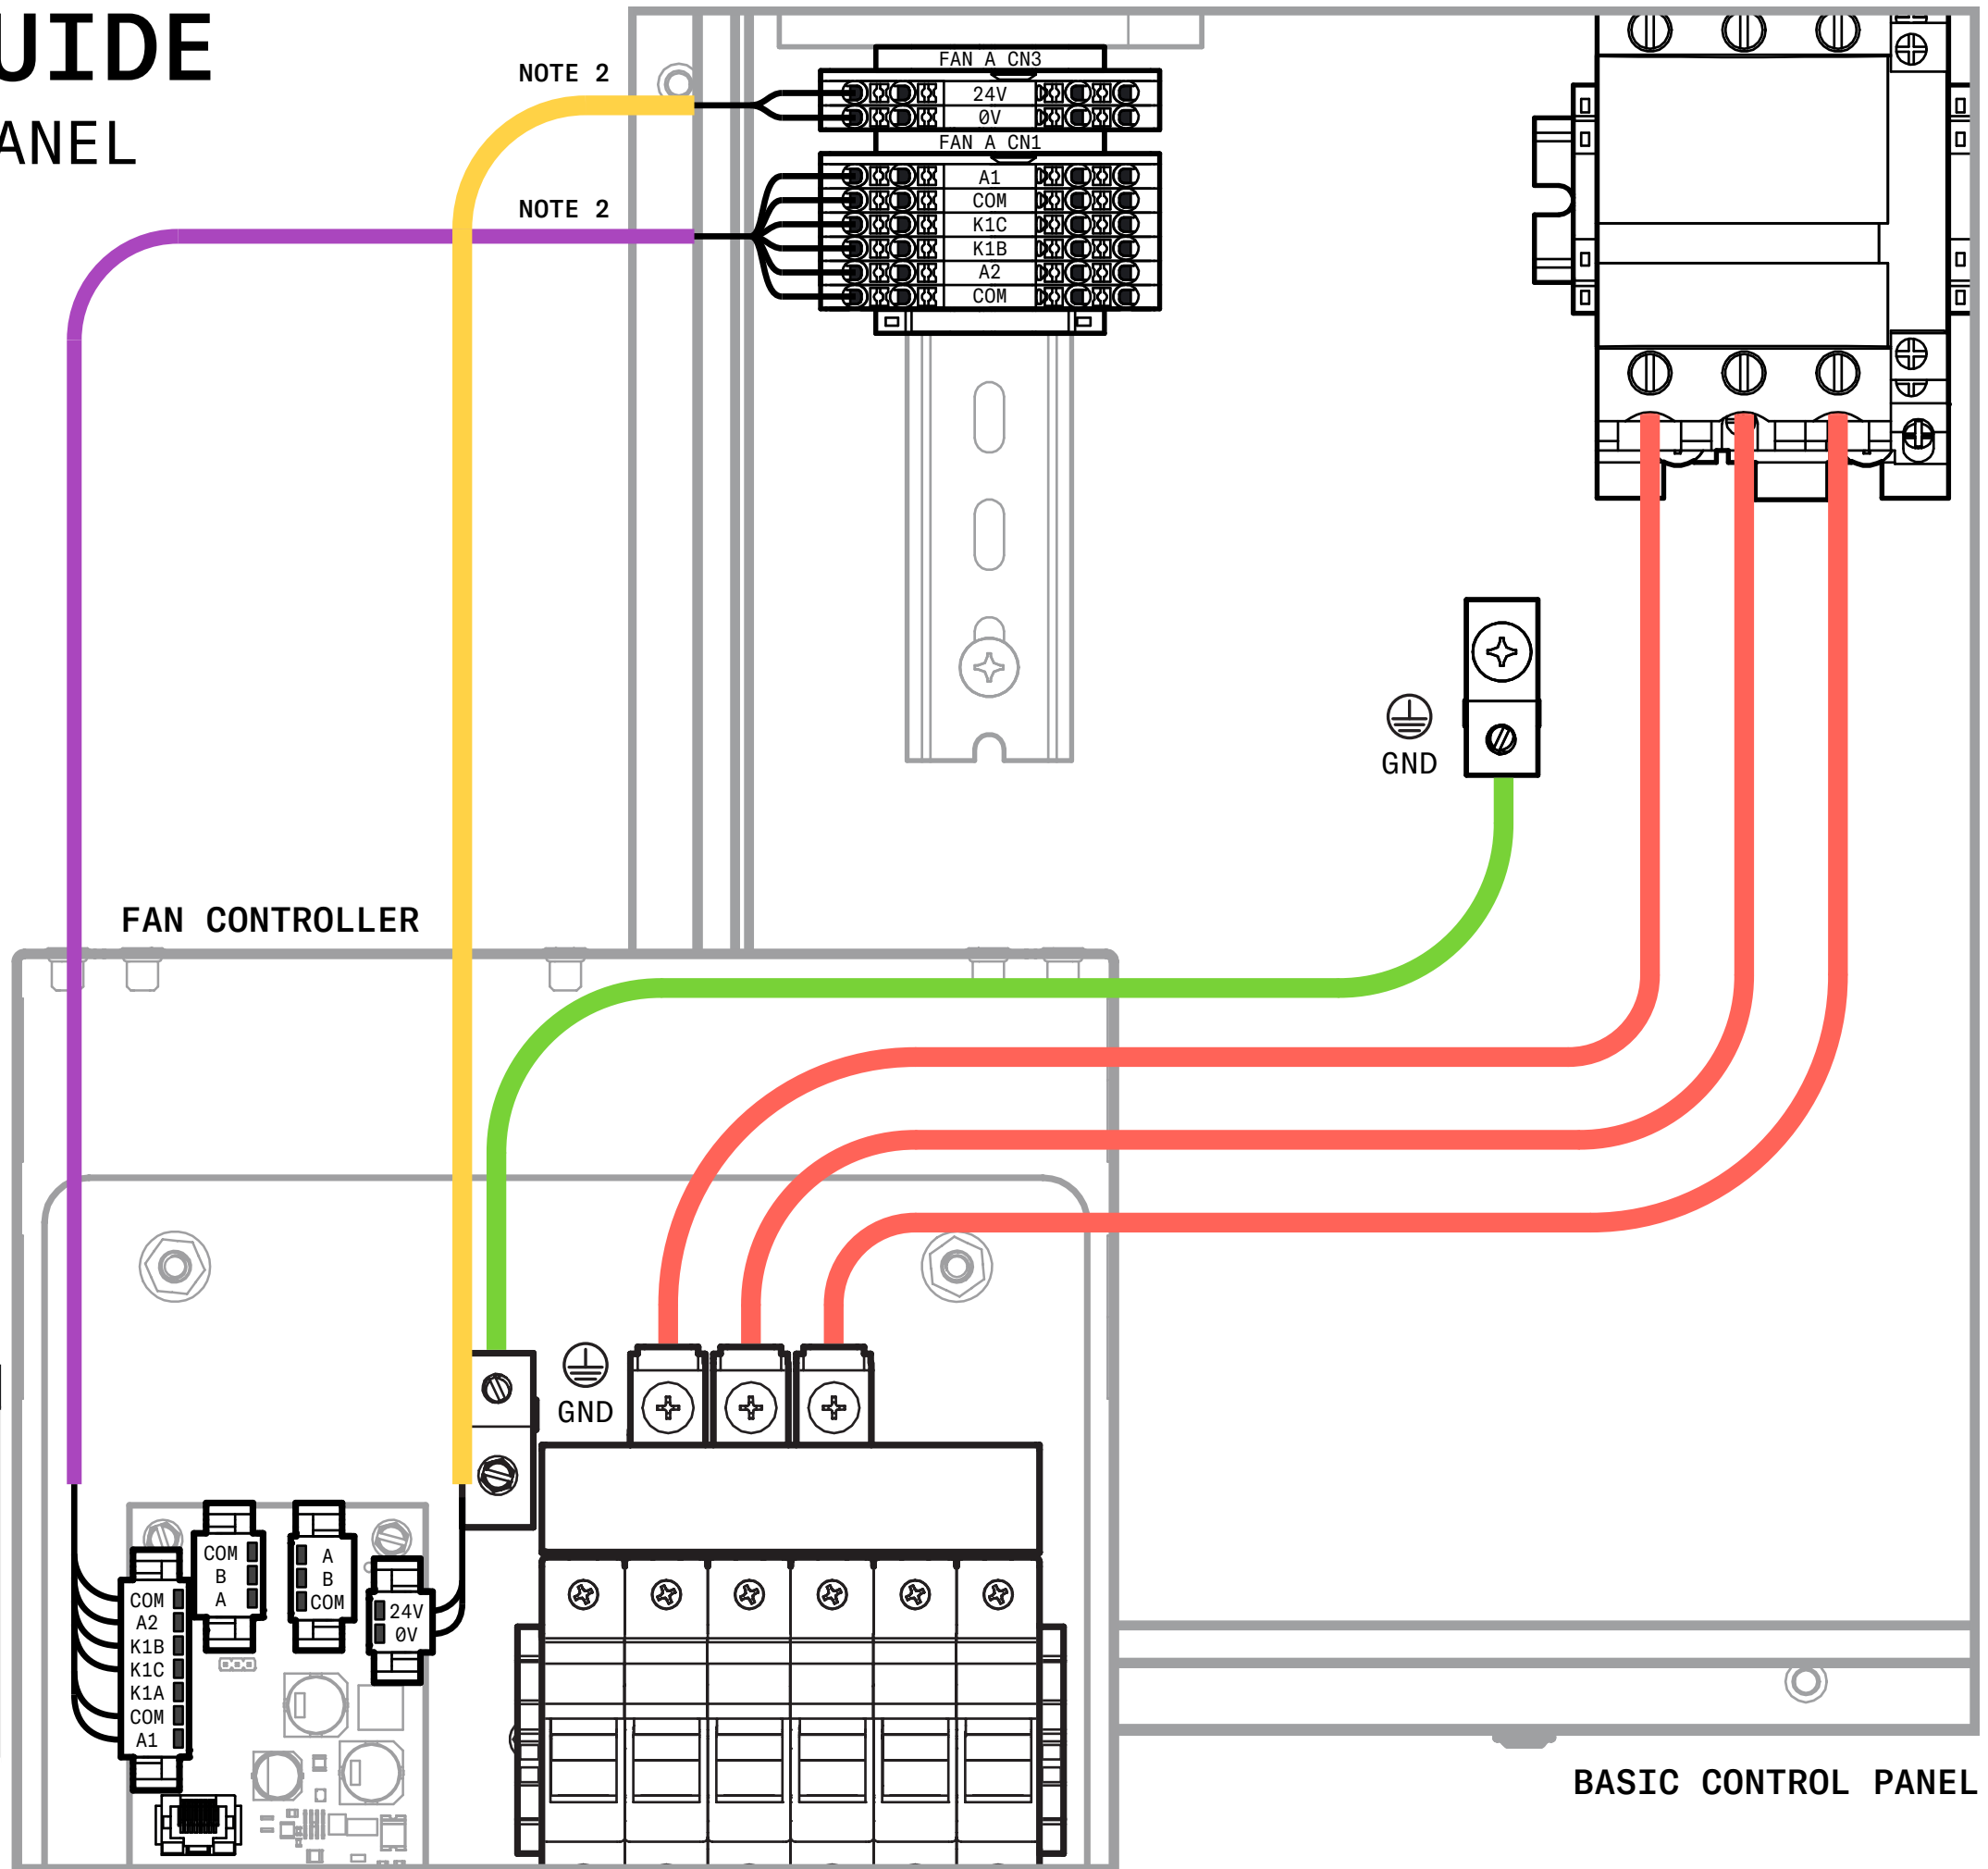 UIDE
ANEL
NOTE 2
FAN A CN3
24V
0V
FAN A CN1
NOTE 2
A1
COM
K1C
K1B
A2
COM
GND
FAN CONTROLLER
GND
COM
B
A
A
B
COM
24V
0V
COM
A2
K1B
K1C
K1A
COM
A1
BASIC CONTROL PANEL